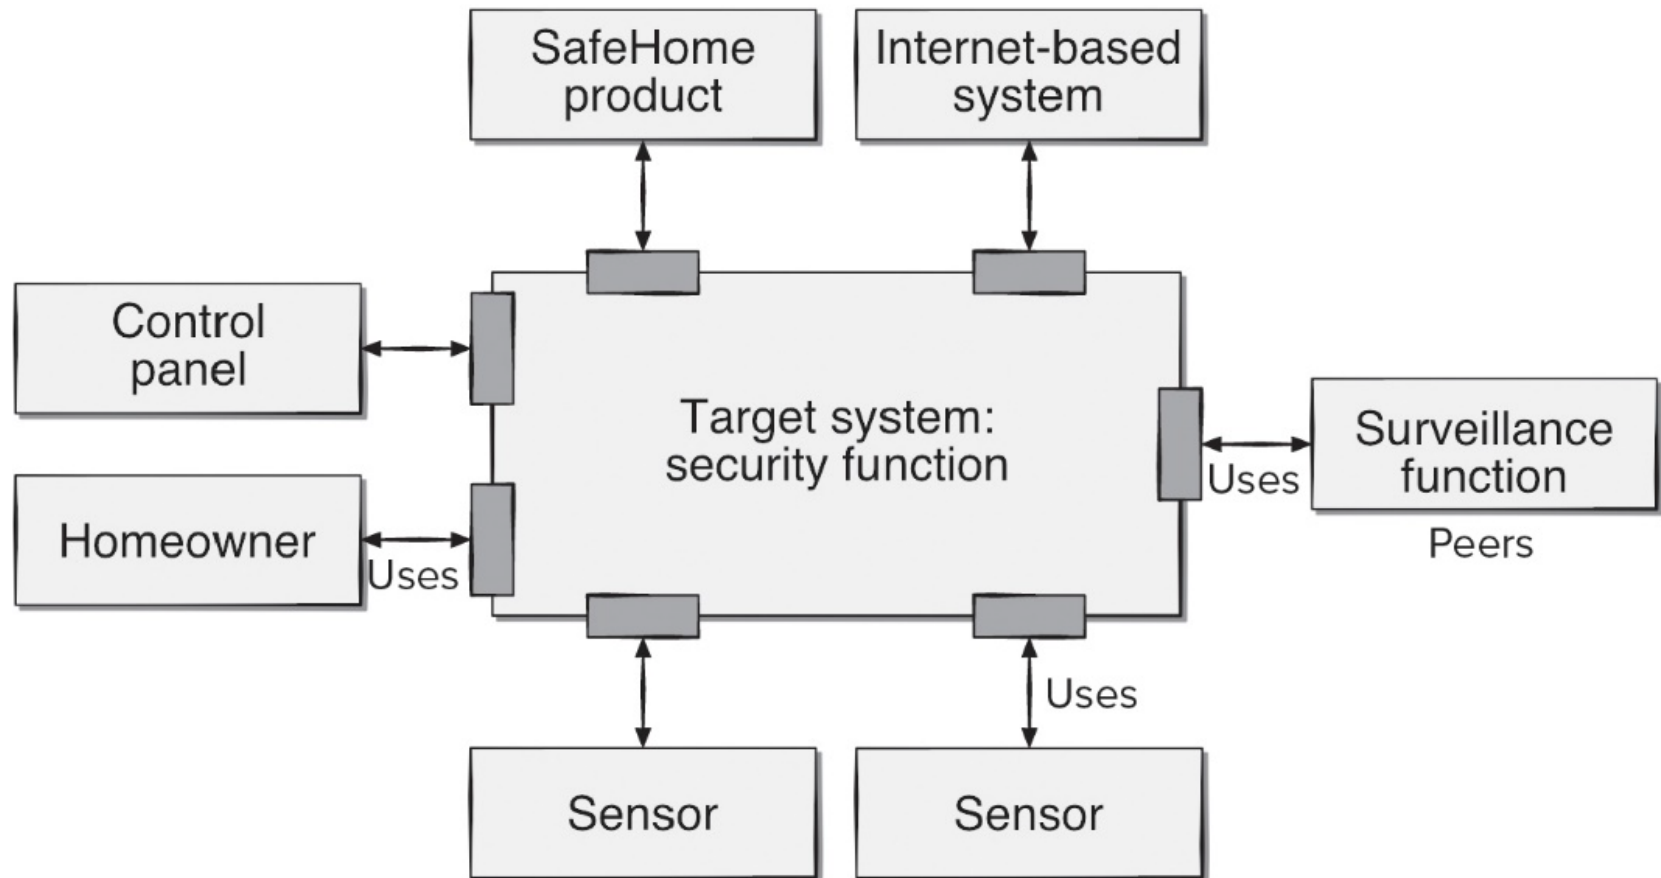 SafeHome
product
Internet-based
system
Control
panel
Target system:
security function
Surveillance
function
Uses
Peers
Homeowner
Uses
Uses
Sensor
Sensor